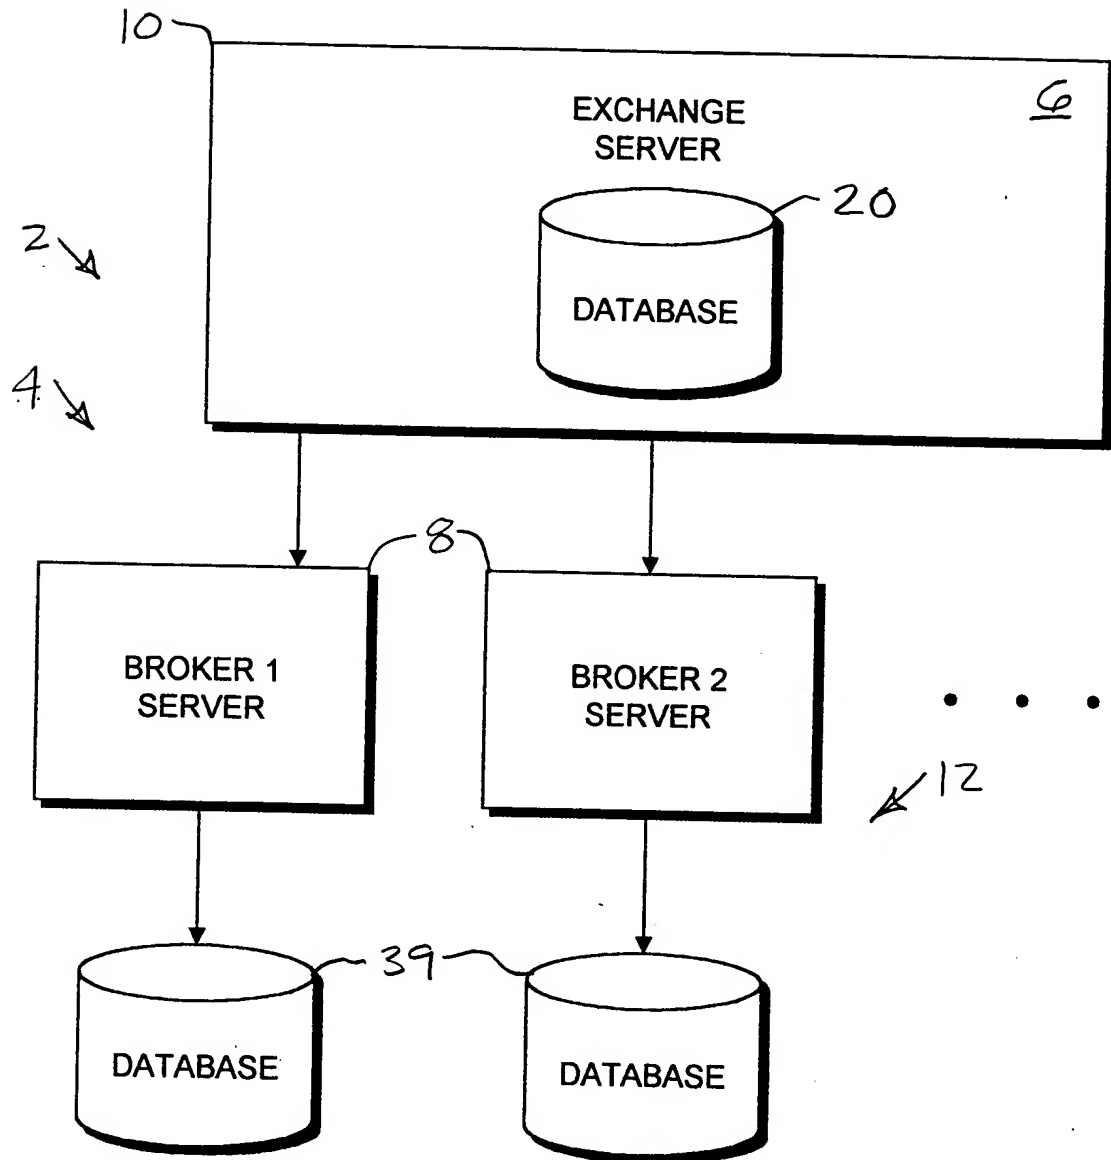 10
6
EXCHANGE
SERVER
20
2
DATABASE
4
8
BROKER 1
SERVER
BROKER 2
SERVER
12
39
DATABASE
DATABASE